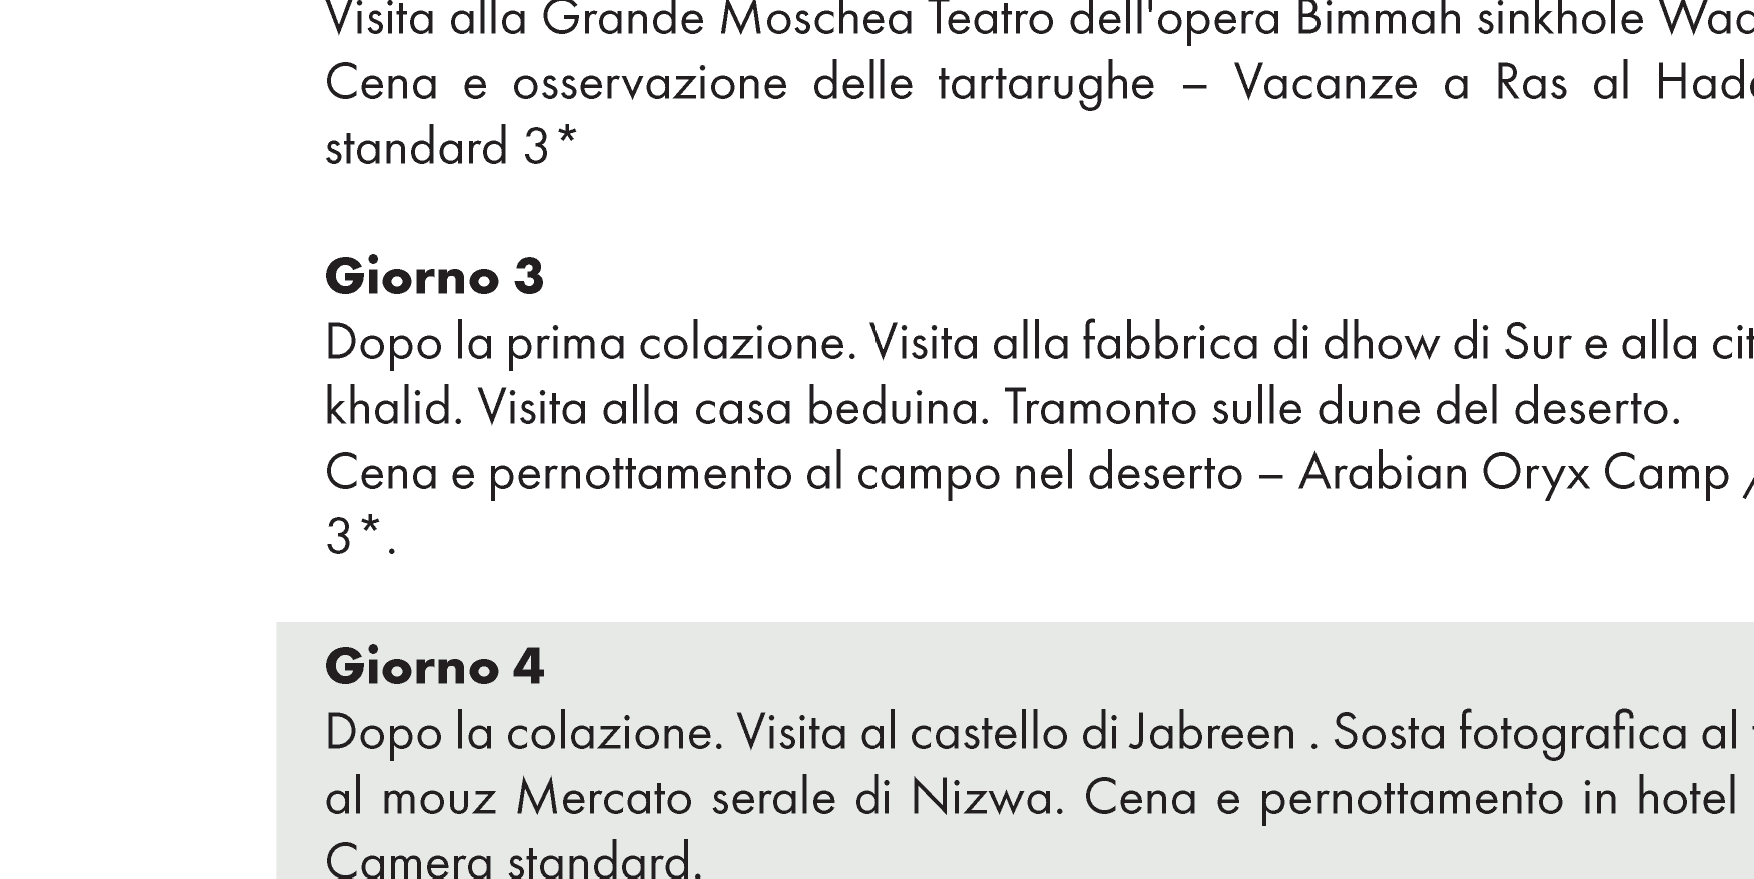 Visita alla Grande Moschea Teatro dell'opera Bimmah sinkhole
Cena e osservazione delle tartarughe – Vacanze a Ras al
standard 3*
Giorno 3
Dopo la prima colazione. Visita alla fabbrica di dhow di Sur e alla
khalid. Visita alla casa beduina. Tramonto sulle dune del deserto.
Cena e pernottamento al campo nel deserto – Arabian Oryx Camp /
3*.
Giorno 4
Dopo la colazione. Visita al castello di Jabreen . Sosta fotografica al
al mouz Mercato serale di Nizwa. Cena e pernottamento in hotel
Camera standard.